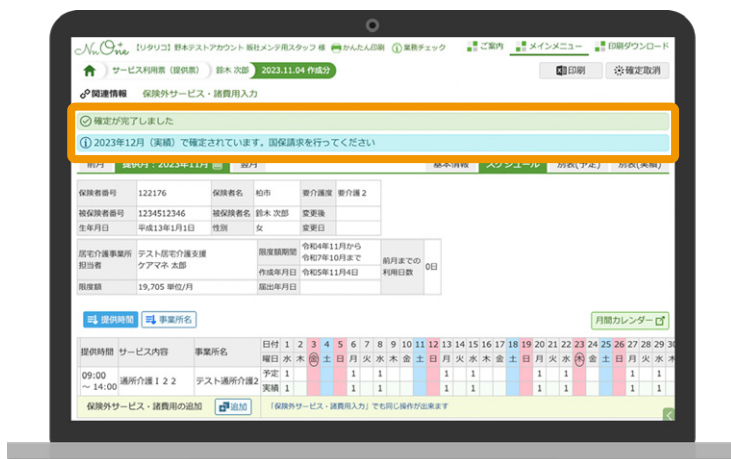 Nn.One 【リタリコ】野本テストアカウント 販社メンテ用スタッフ 様 かんたん印刷 業務チェック ご案内 メインメニュー 印刷ダウンロード
サービス利用票（提供票） 鈴木 次郎 2023.11.04 作成分 印刷 確定取消
関連情報 保険外サービス・諸費用入力
確定が完了しました
2023年12月（実績）で確定されています。国保請求を行ってください
前月 提供月：2023年11月 翌月 基本情報 スケジュール 別表(予定) 別表(実績)
保険者番号 122176 保険者名 柏市 要介護度 要介護２
被保険者番号 1234512346 被保険者名 鈴木 次郎 変更後
生年月日 平成13年1月1日 性別 女 変更日
居宅介護事業所 担当者 テスト居宅介護支援 ケアマネ 太郎 限度額期間 令和4年11月から 令和7年10月まで 前月までの 利用日数 0日
作成年月日 令和5年11月4日
限度額 19,705 単位/月 届出年月日
提供時間 事業所名 月間カレンダー
提供時間 サービス内容 事業所名 日付 1 2 3 4 5 6 7 8 9 10 11 12 13 14 15 16 17 18 19 20 21 22 23 24 25 26 27 28 29 30
曜日 水 木 金 土 日 月 火 水 木 金 土 日 月 火 水 木 金 土 日 月 火 水 木 金 土 日 月 火 水 木
09:00 ～ 14:00 通所介護Ⅰ２２ テスト通所介護2 予定 1 1 1 1 1 1 1 1 1
実績 1 1 1 1 1 1 1 1 1
保険外サービス・諸費用の追加 追加 「保険外サービス・諸費用入力」でも同じ操作が出来ます